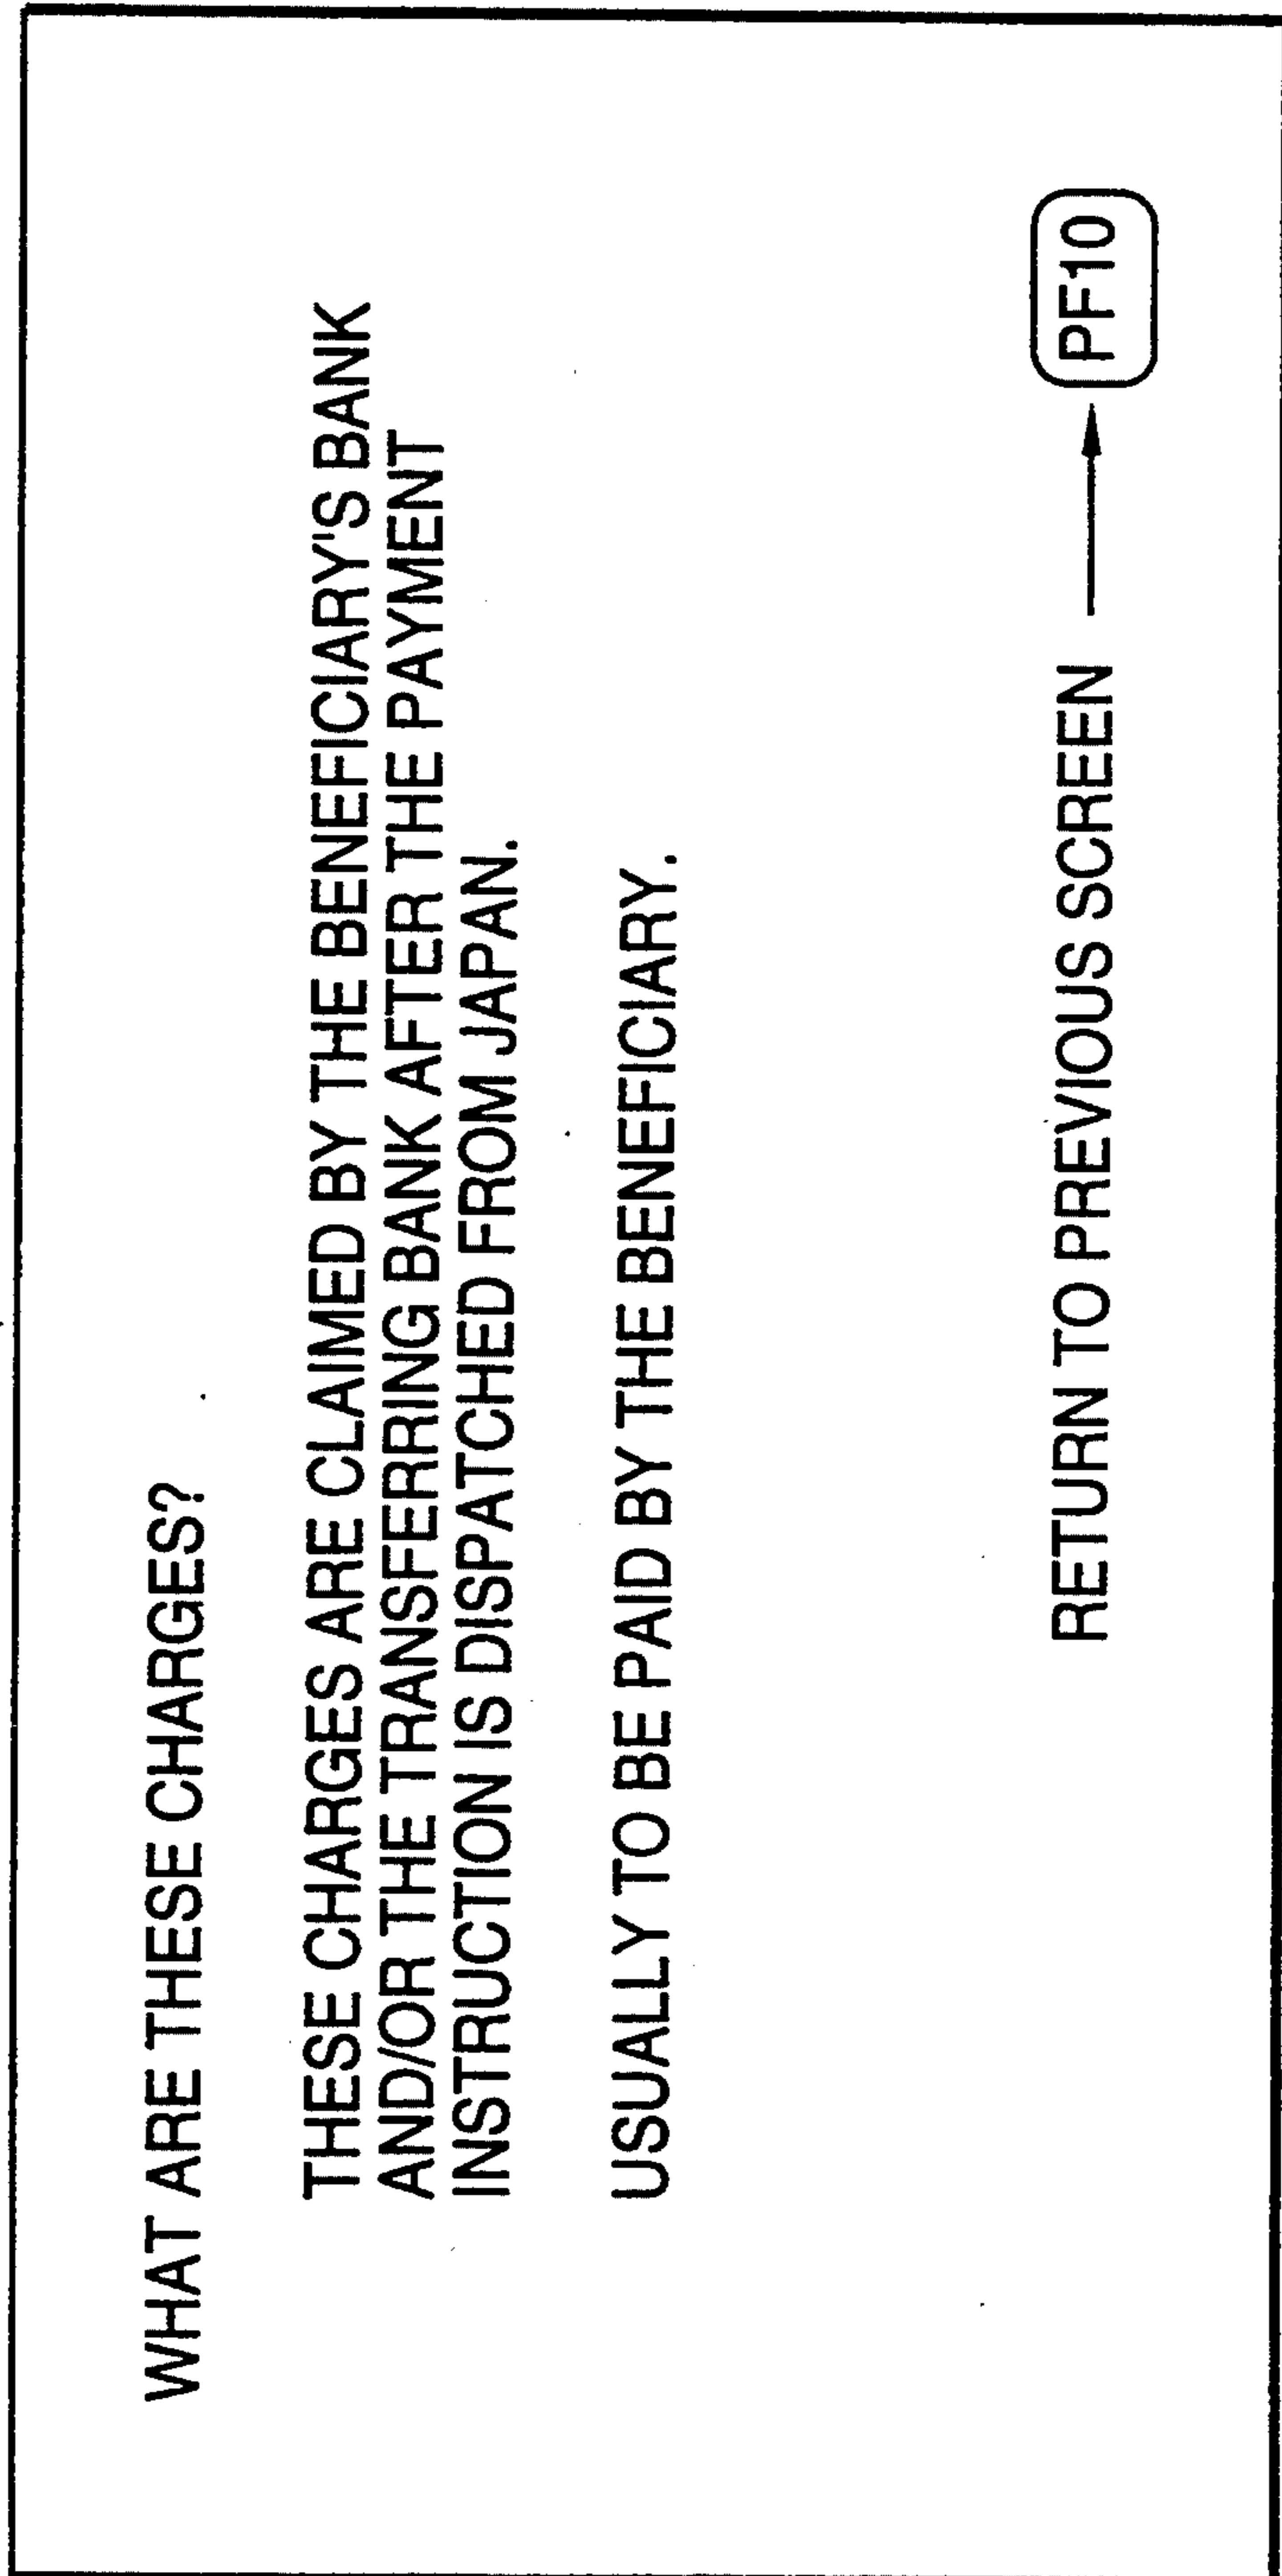 WHAT ARE THESE CHARGES?
THESE CHARGES ARE CLAIMED BY THE BENEFICIARY'S BANK
AND/OR THE TRANSFERRING BANK AFTER THE PAYMENT
INSTRUCTION IS DISPATCHED FROM JAPAN.
USUALLY TO BE PAID BY THE BENEFICIARY.
RETURN TO PREVIOUS SCREEN PF10